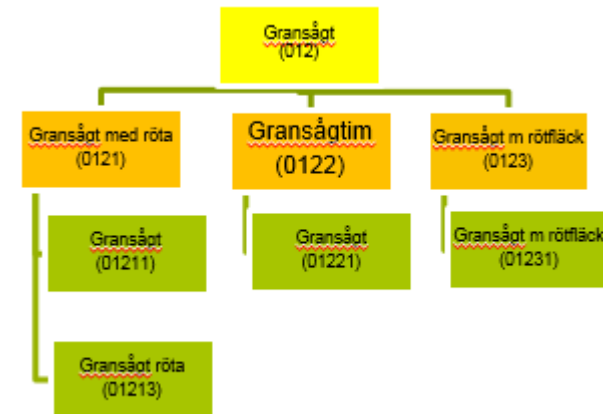 Gransågt
(012)
Gransågt med röta
(0121)
Gransågtim
(0122)
Gransågt m rötfläck
(0123)
Gransågt
(01211)
Gransågt
(01221)
Gransågt m rötfläck
(01231)
Gransågt röta
(01213)